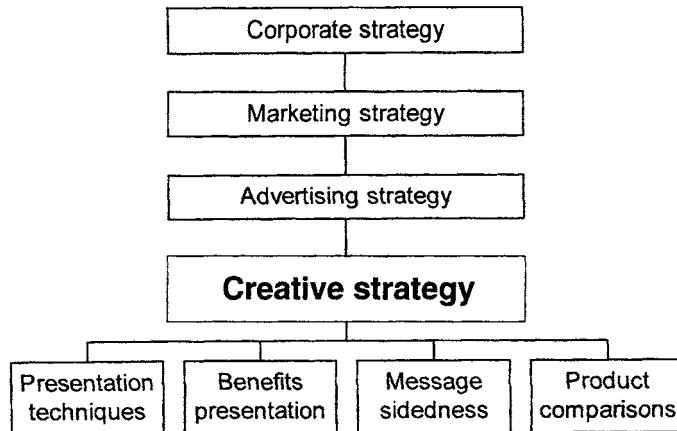 Corporate strategy
Marketing strategy
Advertising strategy
Creative strategy
Presentation
techniques
Benefits
presentation
Message
sidedness
Product
comparisons